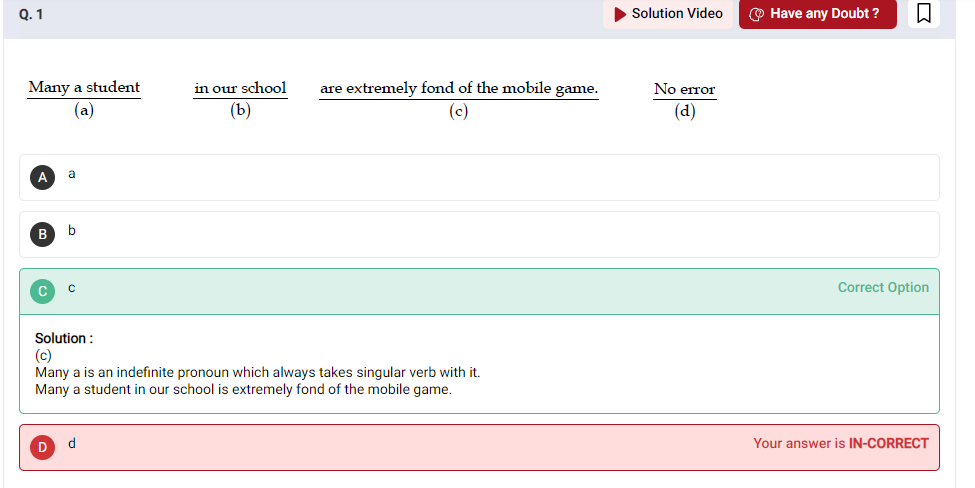 Q. 1
Solution Video
Have any Doubt ?
Many a student in our school are extremely fond of the mobile game. No error
(a) (b) (c) (d)
A a
B b
C c Correct Option
Solution :
(c)
Many a is an indefinite pronoun which always takes singular verb with it.
Many a student in our school is extremely fond of the mobile game.
D d Your answer is IN-CORRECT